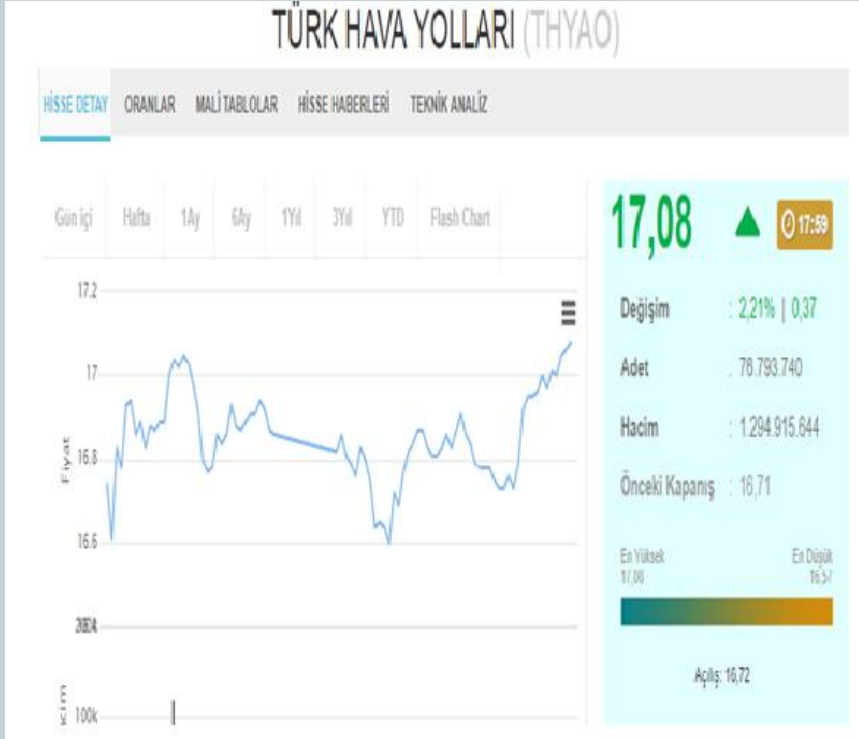 TÜRK HAVA YOLLARI (THYAO)
HİSSE DETAY ORANLAR MALİ TABLOLAR HİSSE HABERLERİ TEKNİK ANALİZ
Gün içi Hafta 1Ay 6Ay 1Yıl 3Yıl YTD Flash Chart
17,08 17:59
Değişim : 2,21% | 0,37
Adet : 76.793.740
Hacim : 1.294.915.644
Önceki Kapanış : 16,71
En Yüksek En Düşük
17,08 16,57
Açılış: 16,72
17.2
17
16.8
16.6
Fiyat
100k